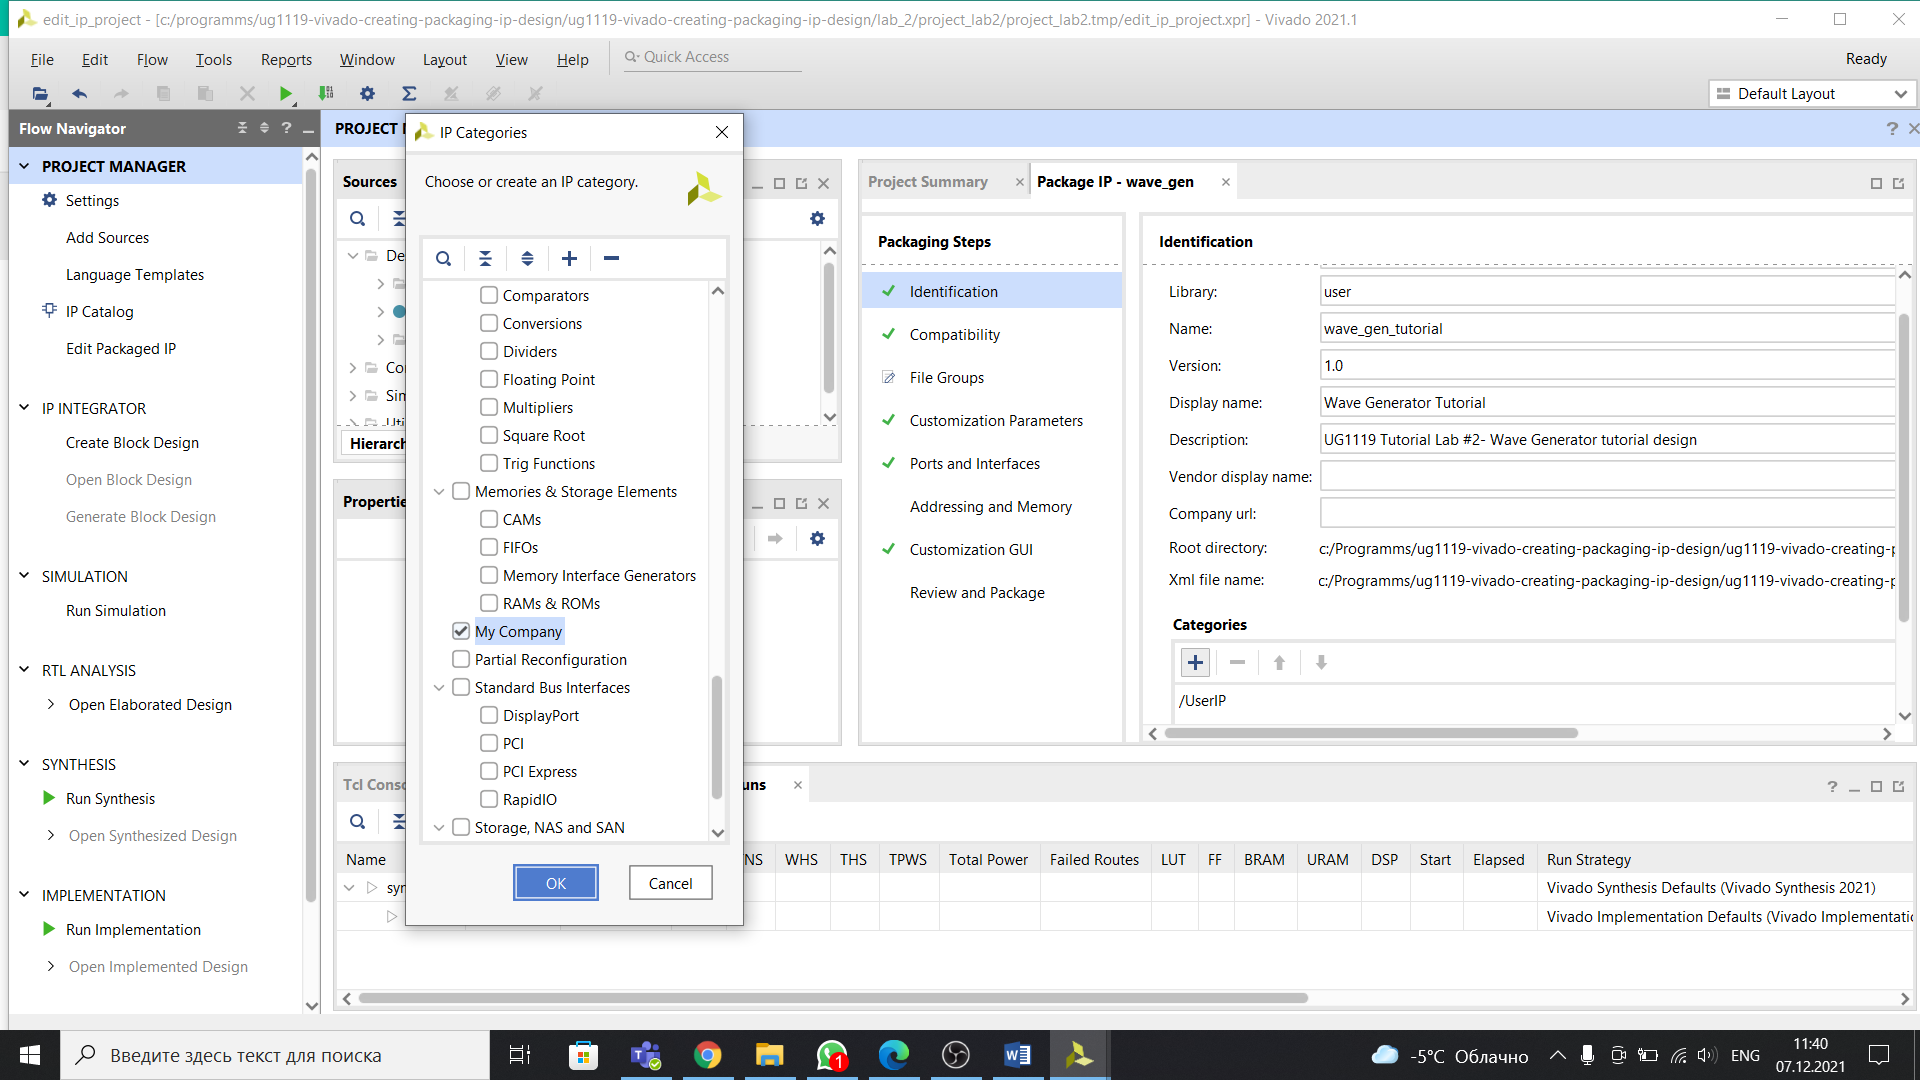 edit_ip_project - [c:/programms/ug1119-vivado-creating-packaging-ip-design/ug1119-vivado-creating-packaging-ip-design/lab_2/project_lab2/project_lab2.tmp/edit_ip_project.xpr] - Vivado 2021.1
File Edit Flow Tools Reports Window Layout View Help Quick Access Ready
Default Layout
Flow Navigator
PROJECT MANAGER
Settings
Add Sources
Language Templates
IP Catalog
Edit Packaged IP
IP INTEGRATOR
Create Block Design
Open Block Design
Generate Block Design
SIMULATION
Run Simulation
RTL ANALYSIS
Open Elaborated Design
SYNTHESIS
Run Synthesis
Open Synthesized Design
IMPLEMENTATION
Run Implementation
Open Implemented Design
PROJECT M
Sources
De
Co
Sim
Hierarch
Propertie
IP Categories
Choose or create an IP category.
Comparators
Conversions
Dividers
Floating Point
Multipliers
Square Root
Trig Functions
Memories & Storage Elements
CAMs
FIFOs
Memory Interface Generators
RAMs & ROMs
My Company
Partial Reconfiguration
Standard Bus Interfaces
DisplayPort
PCI
PCI Express
RapidIO
Storage, NAS and SAN
OK Cancel
Project Summary Package IP - wave_gen
Packaging Steps
Identification
Compatibility
File Groups
Customization Parameters
Ports and Interfaces
Addressing and Memory
Customization GUI
Review and Package
Identification
Library: user
Name: wave_gen_tutorial
Version: 1.0
Display name: Wave Generator Tutorial
Description: UG1119 Tutorial Lab #2- Wave Generator tutorial design
Vendor display name:
Company url:
Root directory: c:/Programms/ug1119-vivado-creating-packaging-ip-design/ug1119-vivado-creating-p
Xml file name: c:/Programms/ug1119-vivado-creating-packaging-ip-design/ug1119-vivado-creating-p
Categories
/UserIP
Tcl Conso uns
Name NS WHS THS TPWS Total Power Failed Routes LUT FF BRAM URAM DSP Start Elapsed Run Strategy
syn Vivado Synthesis Defaults (Vivado Synthesis 2021)
Vivado Implementation Defaults (Vivado Implementatio
Введите здесь текст для поиска 1 -5°C Облачно ENG 11:40
07.12.2021